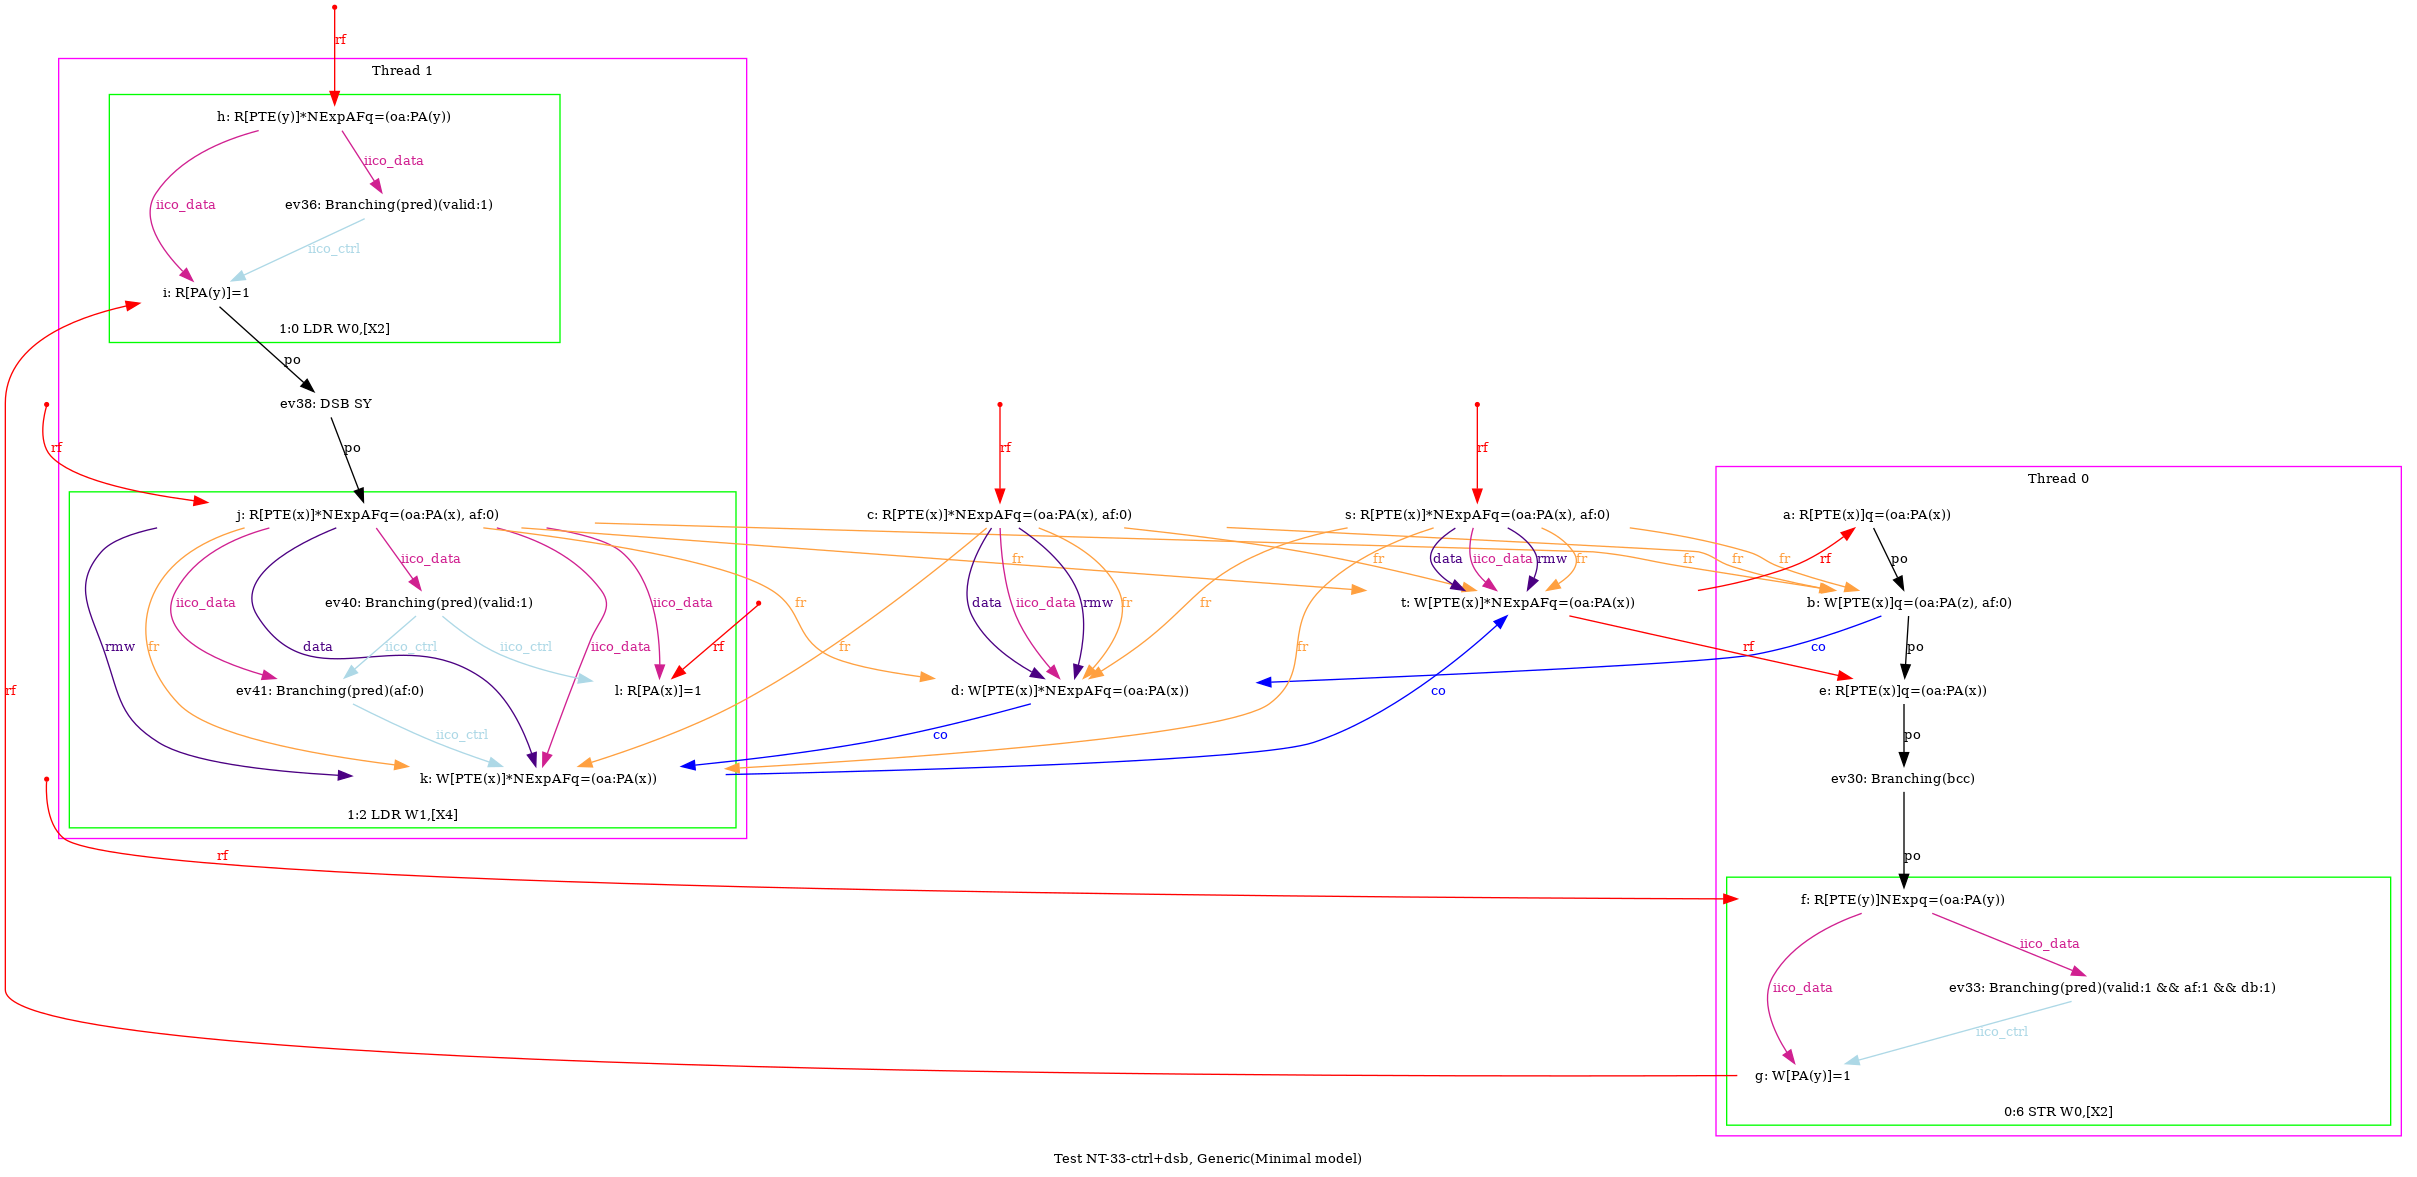 rf
Thread 1
h: R[PTE(y)]*NExpAFq=(oa:PA(y))
iico_data
iico_data
ev36: Branching(pred)(valid:1)
iico_ctrl
i: R[PA(y)]=1
1:0 LDR W0,[X2]
po
ev38: DSB SY
rf
po
rf
rf
Thread 0
j: R[PTE(x)]*NExpAFq=(oa:PA(x), af:0)
c: R[PTE(x)]*NExpAFq=(oa:PA(x), af:0)
s: R[PTE(x)]*NExpAFq=(oa:PA(x), af:0)
a: R[PTE(x)]q=(oa:PA(x))
iico_data
fr
fr
data
iico_data
rmw
fr
fr
fr
fr
rf
po
iico_data
ev40: Branching(pred)(valid:1)
iico_data
fr
data
iico_data
rmw
fr
fr
t: W[PTE(x)]*NExpAFq=(oa:PA(x))
b: W[PTE(x)]q=(oa:PA(z), af:0)
rmw
fr
data
iico_ctrl
iico_ctrl
iico_data
rf
fr
fr
rf
co
po
rf
ev41: Branching(pred)(af:0)
l: R[PA(x)]=1
d: W[PTE(x)]*NExpAFq=(oa:PA(x))
co
e: R[PTE(x)]q=(oa:PA(x))
iico_ctrl
co
po
k: W[PTE(x)]*NExpAFq=(oa:PA(x))
ev30: Branching(bcc)
1:2 LDR W1,[X4]
rf
po
f: R[PTE(y)]NExpq=(oa:PA(y))
iico_data
iico_data
ev33: Branching(pred)(valid:1 && af:1 && db:1)
iico_ctrl
g: W[PA(y)]=1
0:6 STR W0,[X2]
Test NT-33-ctrl+dsb, Generic(Minimal model)